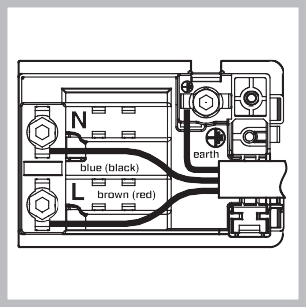 N
blue (black)
earth
L
brown (red)